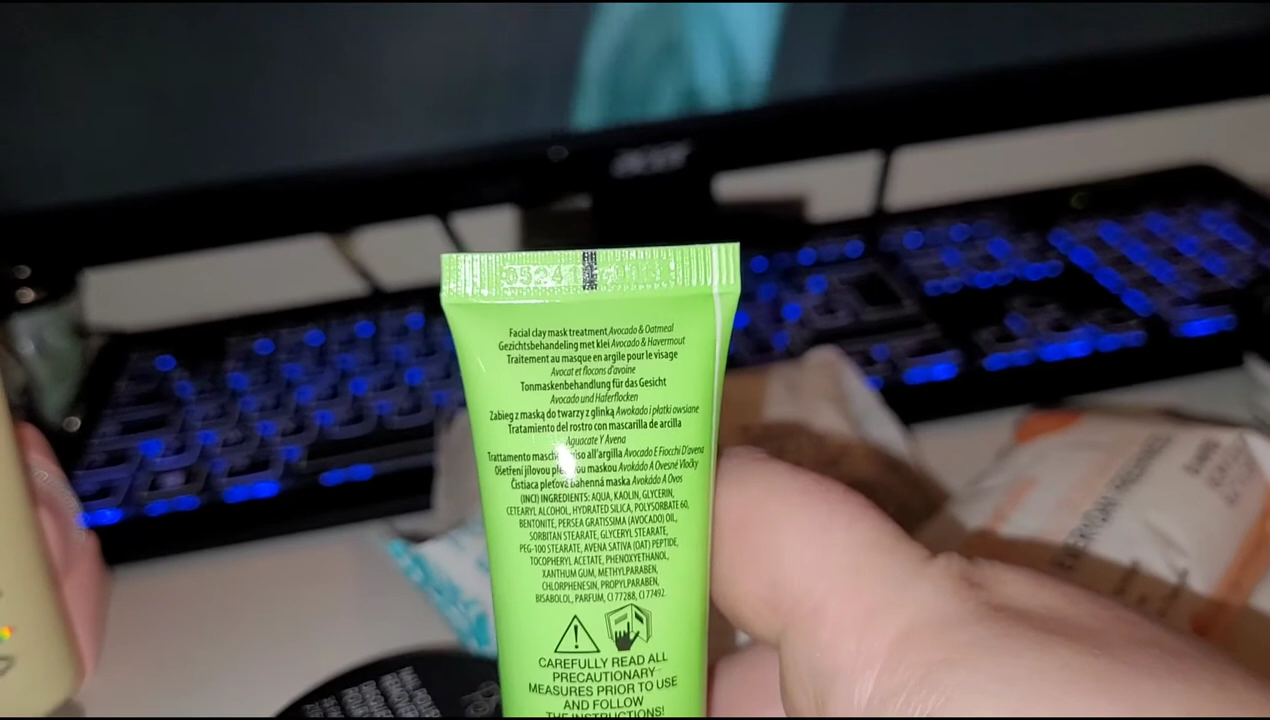 acer
Facial clay mask treatment Avocado & Oatmeal
Gezichtsbehandeling met klei Avocado & Havermout
Traitement au masque en argile pour le visage
Avocat et flocons d'avoine
Tonmaskenbehandlung für das Gesicht
Avocado und Haferflocken
Zabieg z maską do twarzy z glinką Awokado i płatki owsiane
Tratamiento del rostro con mascarilla de arcilla
Aguacate Y Avena
Trattamento all'argilla Avocado E Fiocchi D'avena
Ošetření jílovou maskou Avokádo A Ovesné Vločky
Čistiaca pleťová bahenná maska Avokádo A Ovos
(INCI) INGREDIENTS: AQUA, KAOLIN, GLYCERIN,
CETEARYL ALCOHOL, HYDRATED SILICA, POLYSORBATE 60,
BENTONITE, PERSEA GRATISSIMA (AVOCADO) OIL,
SORBITAN STEARATE, GLYCERYL STEARATE,
PEG-100 STEARATE, AVENA SATIVA (OAT) PEPTIDE,
TOCOPHERYL ACETATE, PHENOXYETHANOL,
XANTHUM GUM, METHYLPARABEN,
CHLORPHENESIN, PROPYLPARABEN,
BISABOLOL, PARFUM, CI 77288, CI 77492.
CAREFULLY READ ALL
PRECAUTIONARY
MEASURES PRIOR TO USE
AND FOLLOW
THE INSTRUCTIONS!